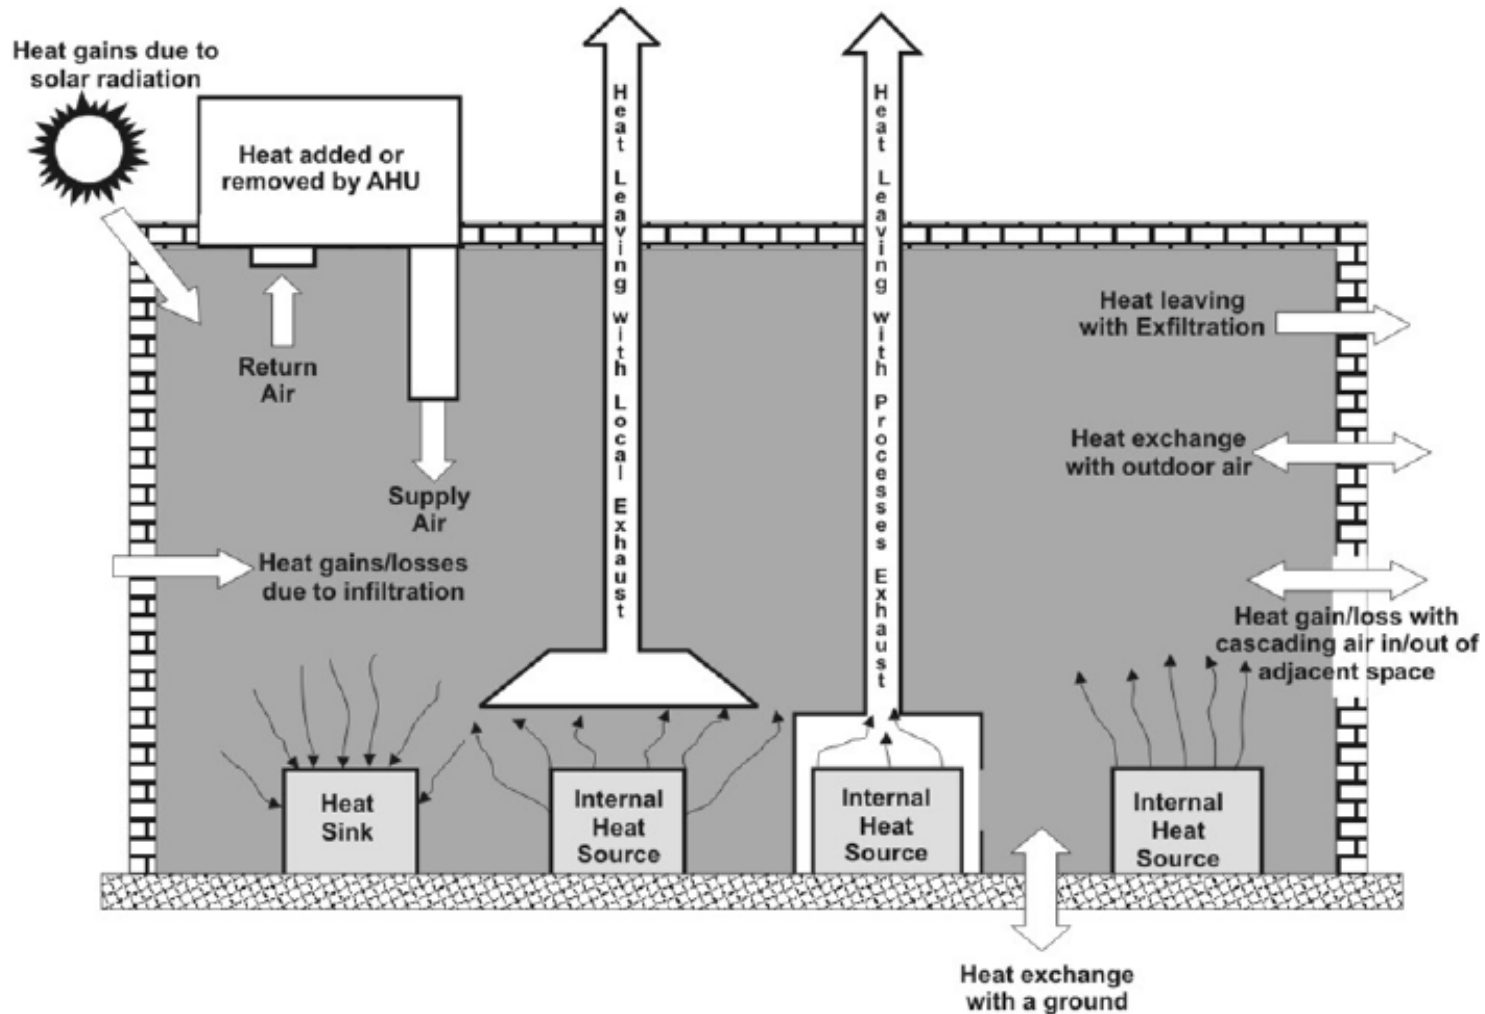 Heat gains due to
solar radiation
Heat added or
removed by AHU
Return
Air
Supply
Air
Heat gains/losses
due to infiltration
Heat Leaving with Local Exhaust
Heat Leaving with Processes Exhaust
Heat leaving
with Exfiltration
Heat exchange
with outdoor air
Heat gain/loss with
cascading air in/out of
adjacent space
Heat
Sink
Internal
Heat
Source
Internal
Heat
Source
Internal
Heat
Source
Heat exchange
with a ground